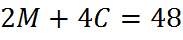 2M + 4C = 48